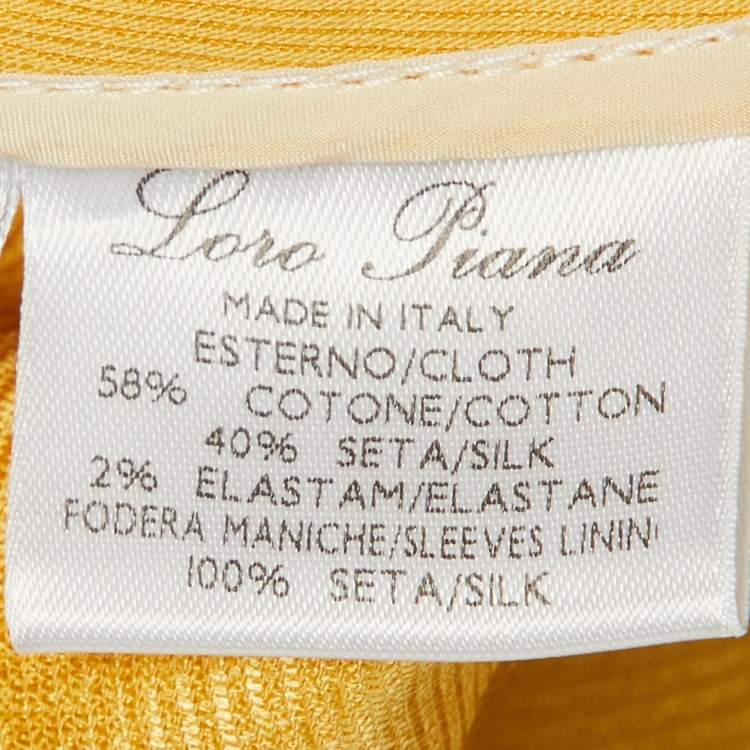 Loro Piana
MADE IN ITALY
ESTERNO/CLOTH
58% COTONE/COTTON
40% SETA/SILK
2% ELASTAM/ELASTANE
FODERA MANICHE/SLEEVES LININ
100% SETA/SILK